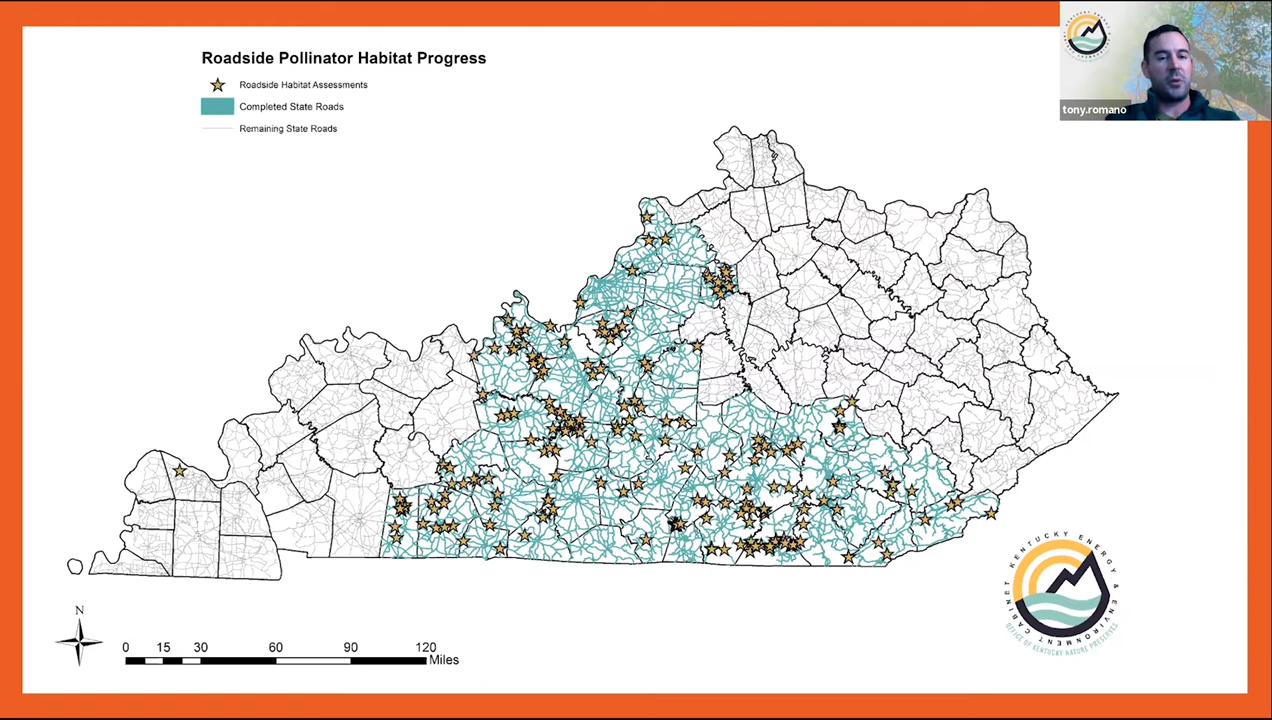 Roadside Pollinator Habitat Progress
Roadside Habitat Assessments
Completed State Roads
Remaining State Roads
tony.romano
N
0 15 30 60 90 120
Miles
KENTUCKY ENERGY & ENVIRONMENT CABINET
OFFICE OF KENTUCKY NATURE PRESERVES